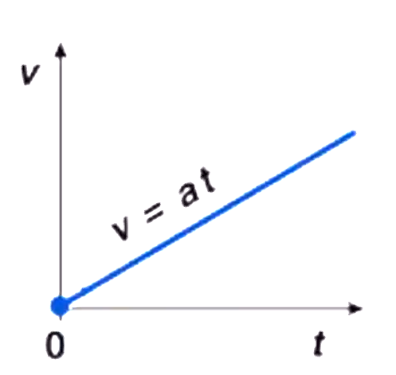 v
v = at
0
t